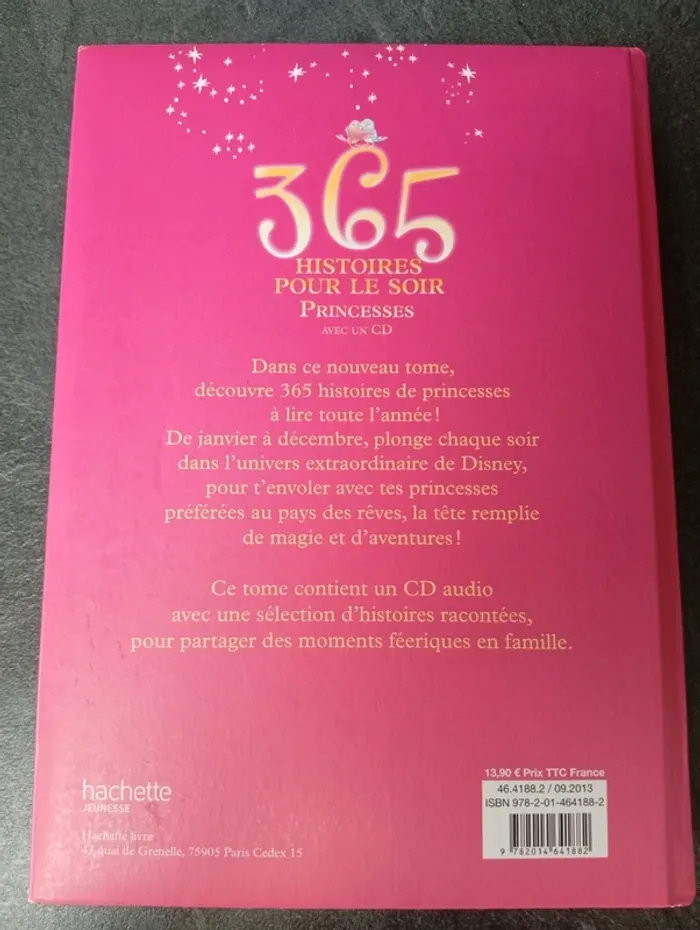 365
HISTOIRES
POUR LE SOIR
PRINCESSES
AVEC UN CD
Dans ce nouveau tome,
découvre 365 histoires de princesses
à lire toute l'année !
De janvier à décembre, plonge chaque soir
dans l'univers extraordinaire de Disney,
pour t'envoler avec tes princesses
préférées au pays des rêves, la tête remplie
de magie et d'aventures !
Ce tome contient un CD audio
avec une sélection d'histoires racontées,
pour partager des moments féeriques en famille.
13,90 € Prix TTC France
46.4188.2 / 09.2013
ISBN 978-2-01-464188-2
9 782014 641882
hachette
JEUNESSE
Hachette livre
43, quai de Grenelle, 75905 Paris Cedex 15